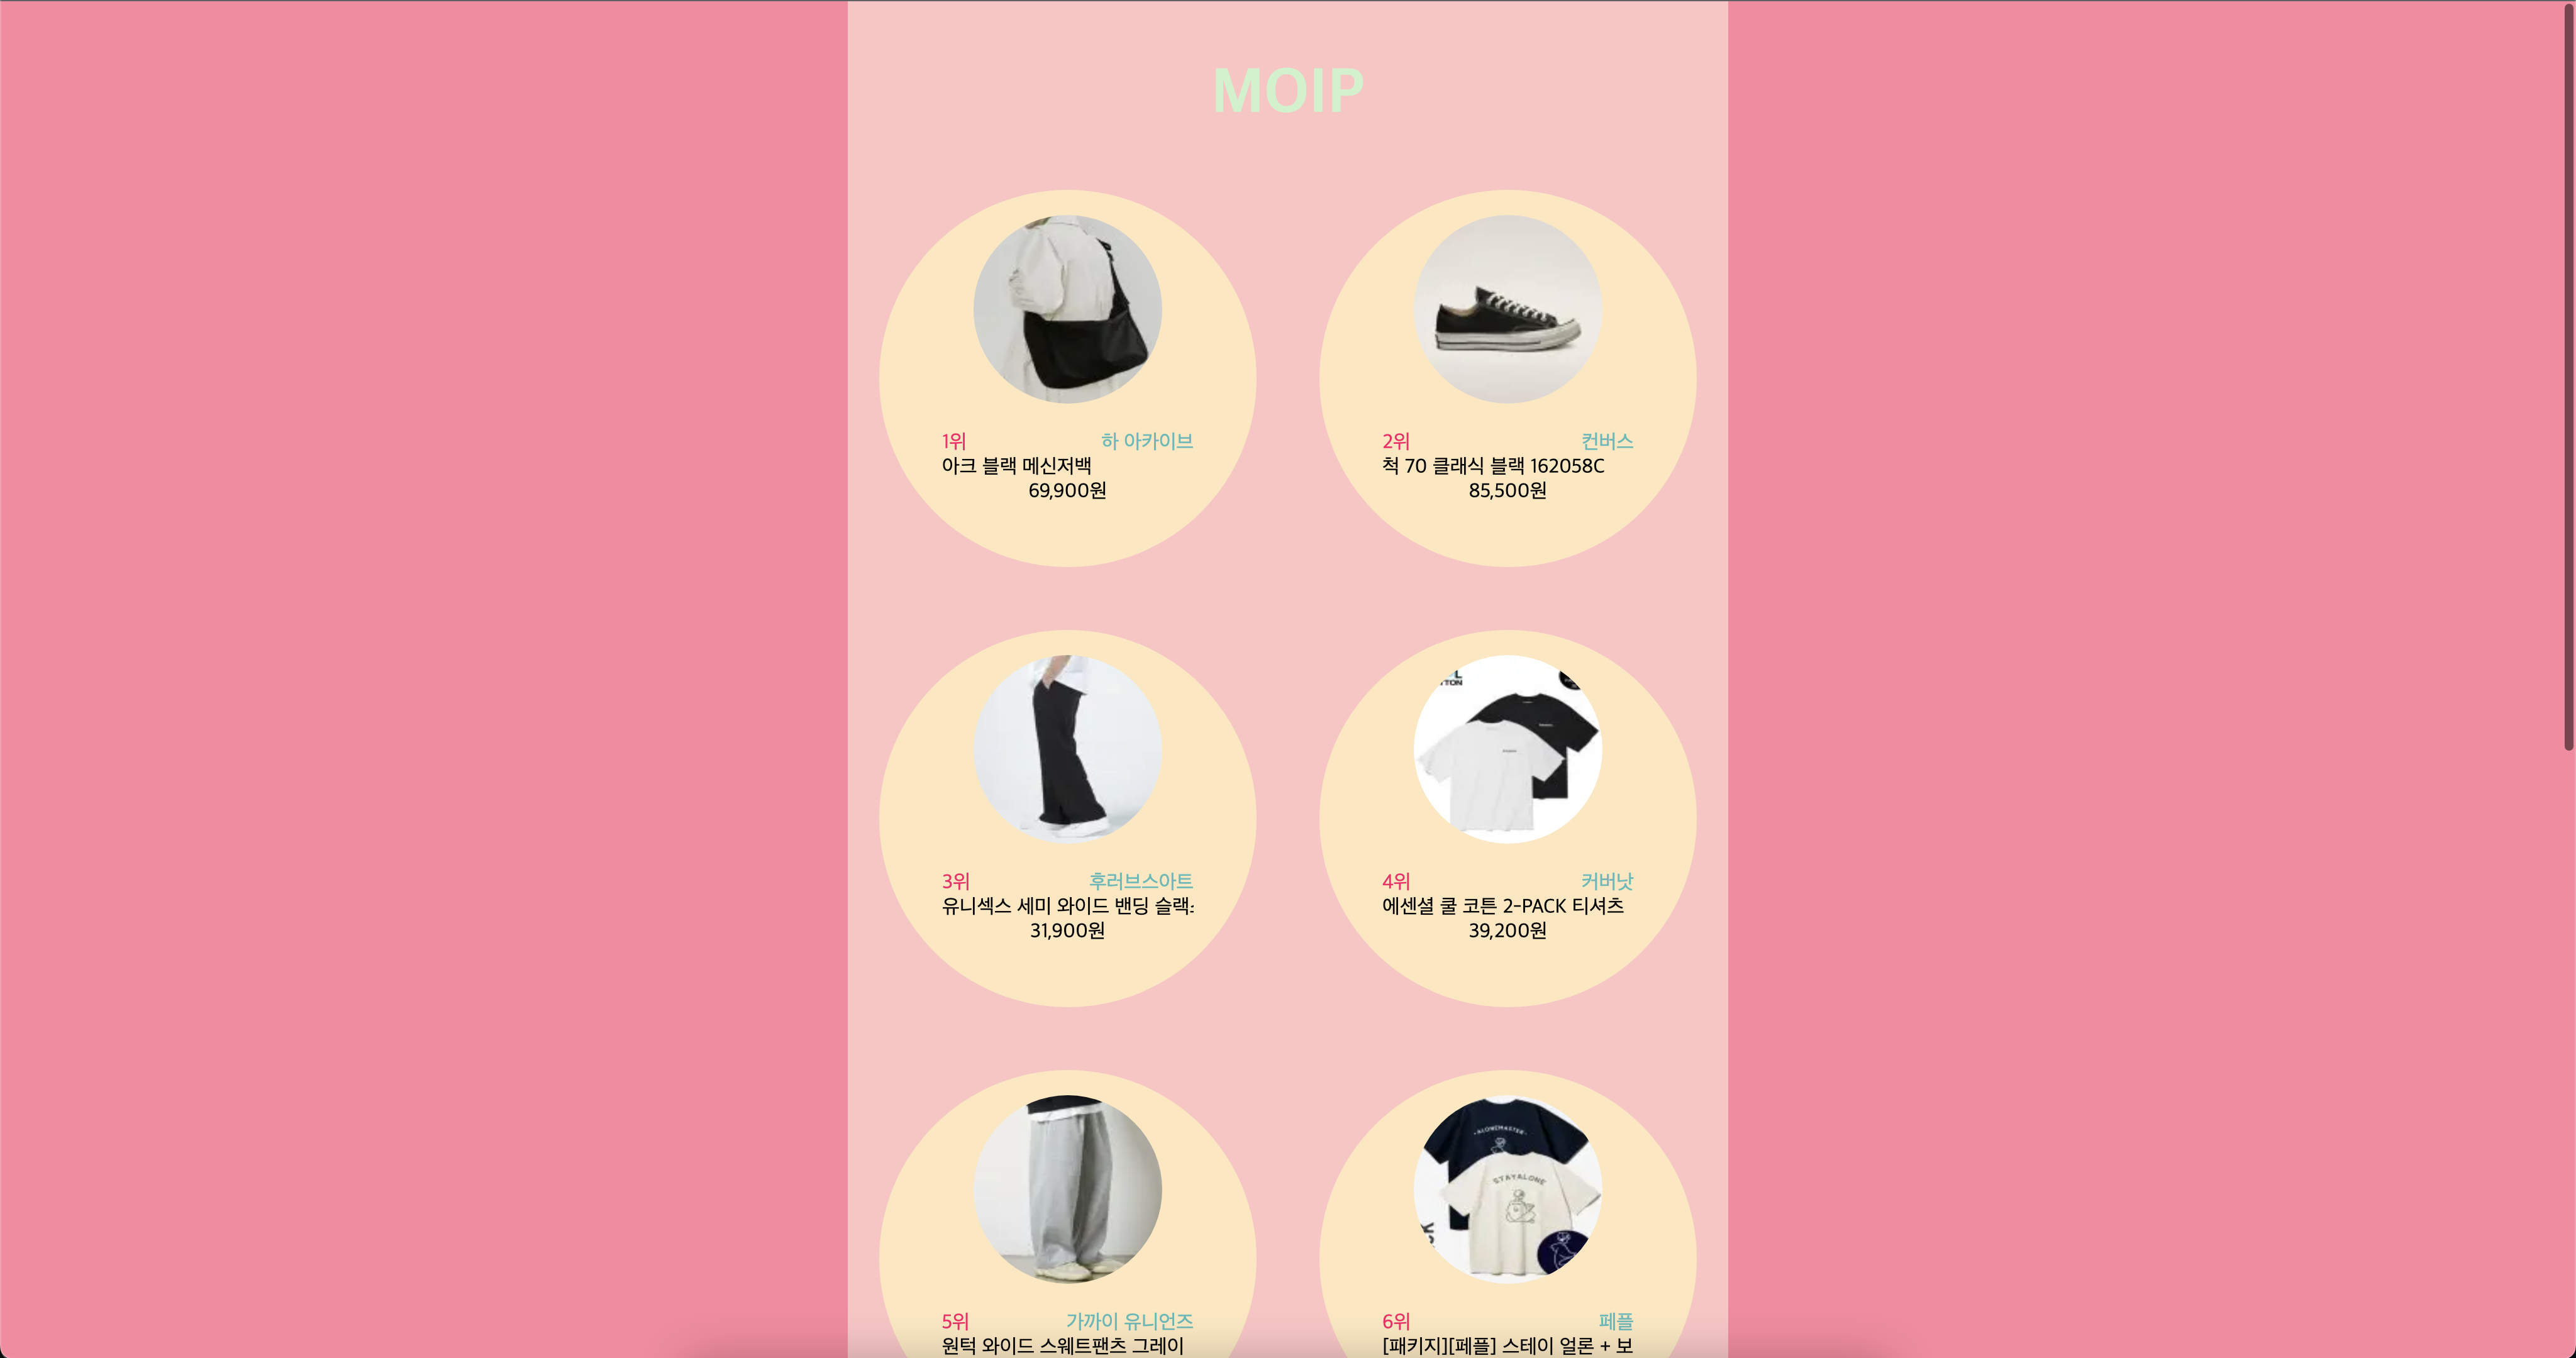 MOIP
1위 하 아카이브
아크 블랙 메신저백
69,900원
2위 컨버스
척 70 클래식 블랙 162058C
85,500원
3위 후러브스아트
유니섹스 세미 와이드 밴딩 슬랙
31,900원
TTON
4위 커버낫
에센셜 쿨 코튼 2-PACK 티셔츠
39,200원
5위 가까이 유니언즈
원턱 와이드 스웨트팬츠 그레이
-ALONEMASTER-
STAYALONE
6위 페플
[패키지][페플] 스테이 얼론 + 보